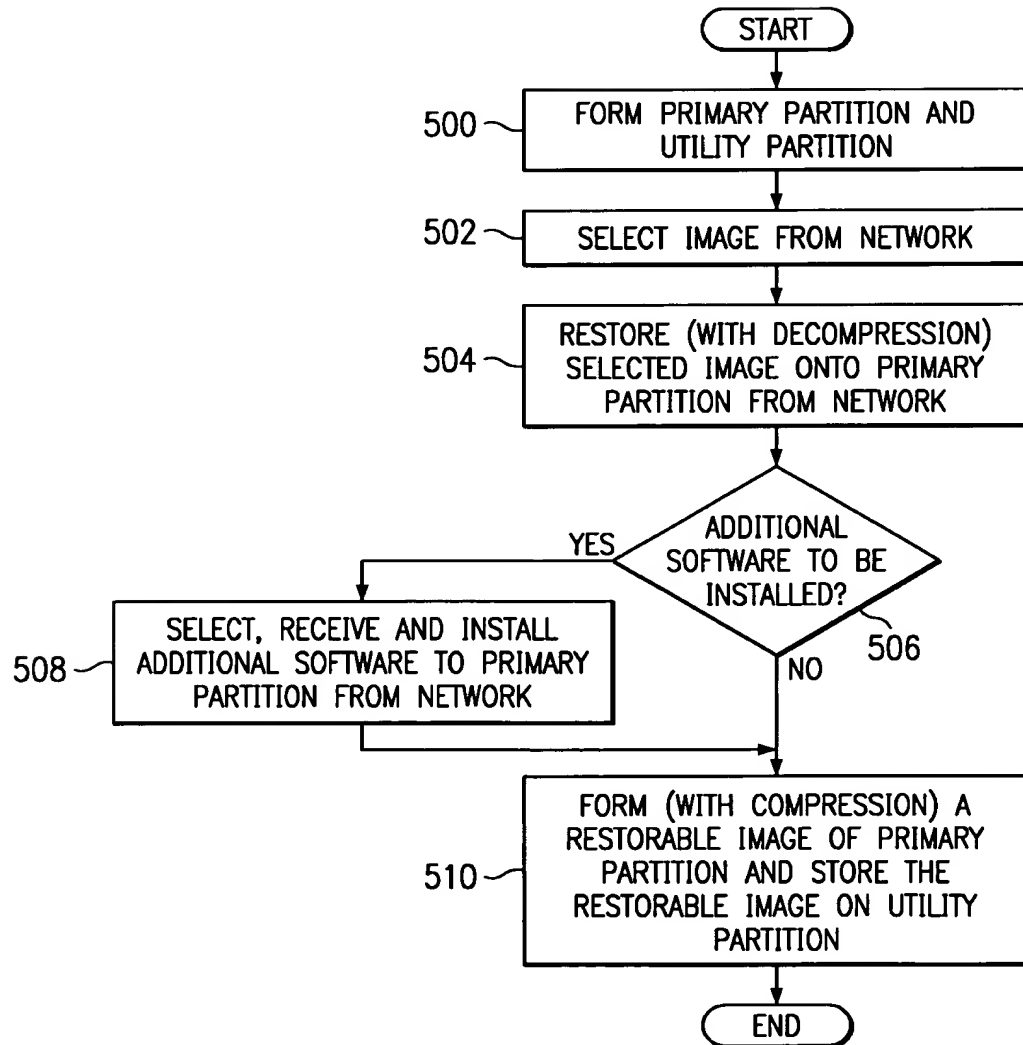 START
500
FORM PRIMARY PARTITION AND
UTILITY PARTITION
502
SELECT IMAGE FROM NETWORK
504
RESTORE (WITH DECOMPRESSION)
SELECTED IMAGE ONTO PRIMARY
PARTITION FROM NETWORK
ADDITIONAL
SOFTWARE TO BE
INSTALLED?
506
YES
NO
508
SELECT, RECEIVE AND INSTALL
ADDITIONAL SOFTWARE TO PRIMARY
PARTITION FROM NETWORK
510
FORM (WITH COMPRESSION) A
RESTORABLE IMAGE OF PRIMARY
PARTITION AND STORE THE
RESTORABLE IMAGE ON UTILITY
PARTITION
END